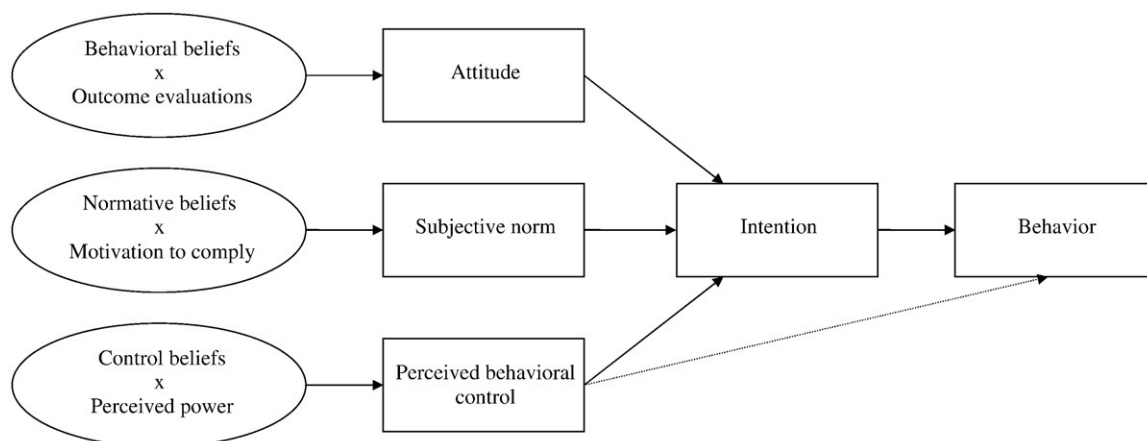 Behavioral beliefs
x
Outcome evaluations
Attitude
Normative beliefs
x
Motivation to comply
Subjective norm
Intention
Behavior
Control beliefs
x
Perceived power
Perceived behavioral
control